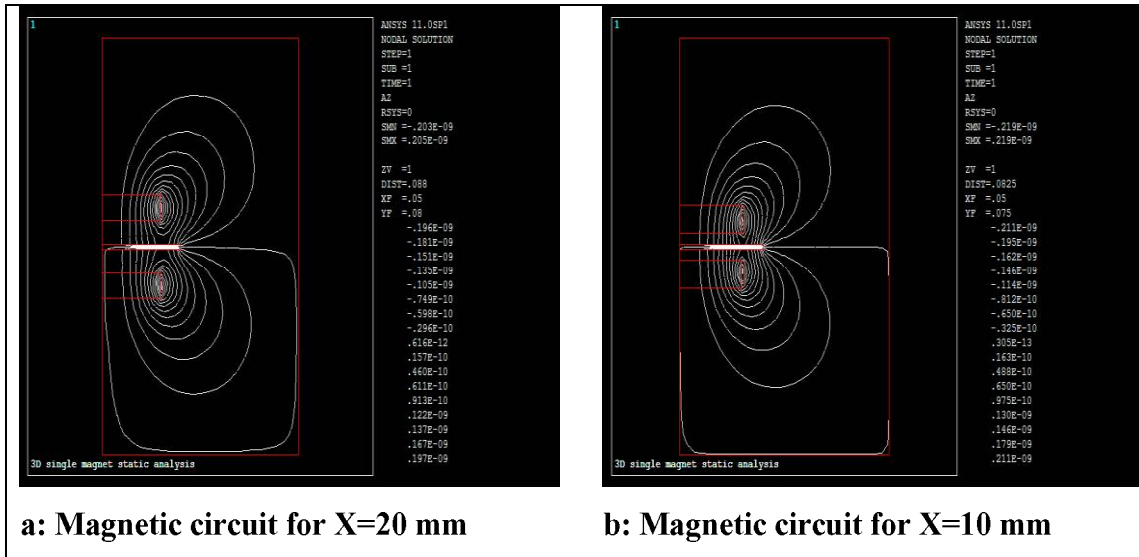 1
ANSYS 11.0SP1
NODAL SOLUTION
STEP=1
SUB =1
TIME=1
AZ
RSYS=0
SMN =-.203E-09
SMX =.205E-09
ZV =1
DIST=.088
XF =.05
YF =.08
-.196E-09
-.181E-09
-.151E-09
-.135E-09
-.105E-09
-.749E-10
-.598E-10
-.296E-10
.616E-12
.157E-10
.460E-10
.611E-10
.913E-10
.122E-09
.137E-09
.167E-09
.197E-09
3D single magnet static analysis
a: Magnetic circuit for X=20 mm
1
ANSYS 11.0SP1
NODAL SOLUTION
STEP=1
SUB =1
TIME=1
AZ
RSYS=0
SMN =-.219E-09
SMX =.219E-09
ZV =1
DIST=.0825
XF =.05
YF =.075
-.211E-09
-.195E-09
-.162E-09
-.146E-09
-.114E-09
-.812E-10
-.650E-10
-.325E-10
.305E-13
.163E-10
.488E-10
.650E-10
.975E-10
.130E-09
.146E-09
.179E-09
.211E-09
3D single magnet static analysis
b: Magnetic circuit for X=10 mm